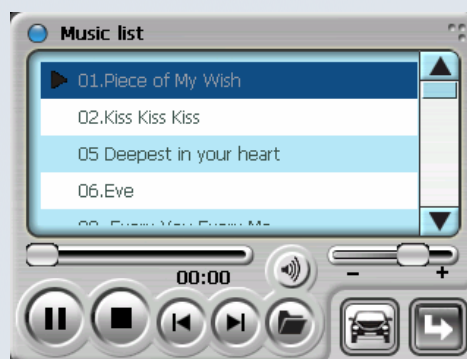 Music list
01.Piece of My Wish
02.Kiss Kiss Kiss
05 Deepest in your heart
06.Eve
00:00
- +